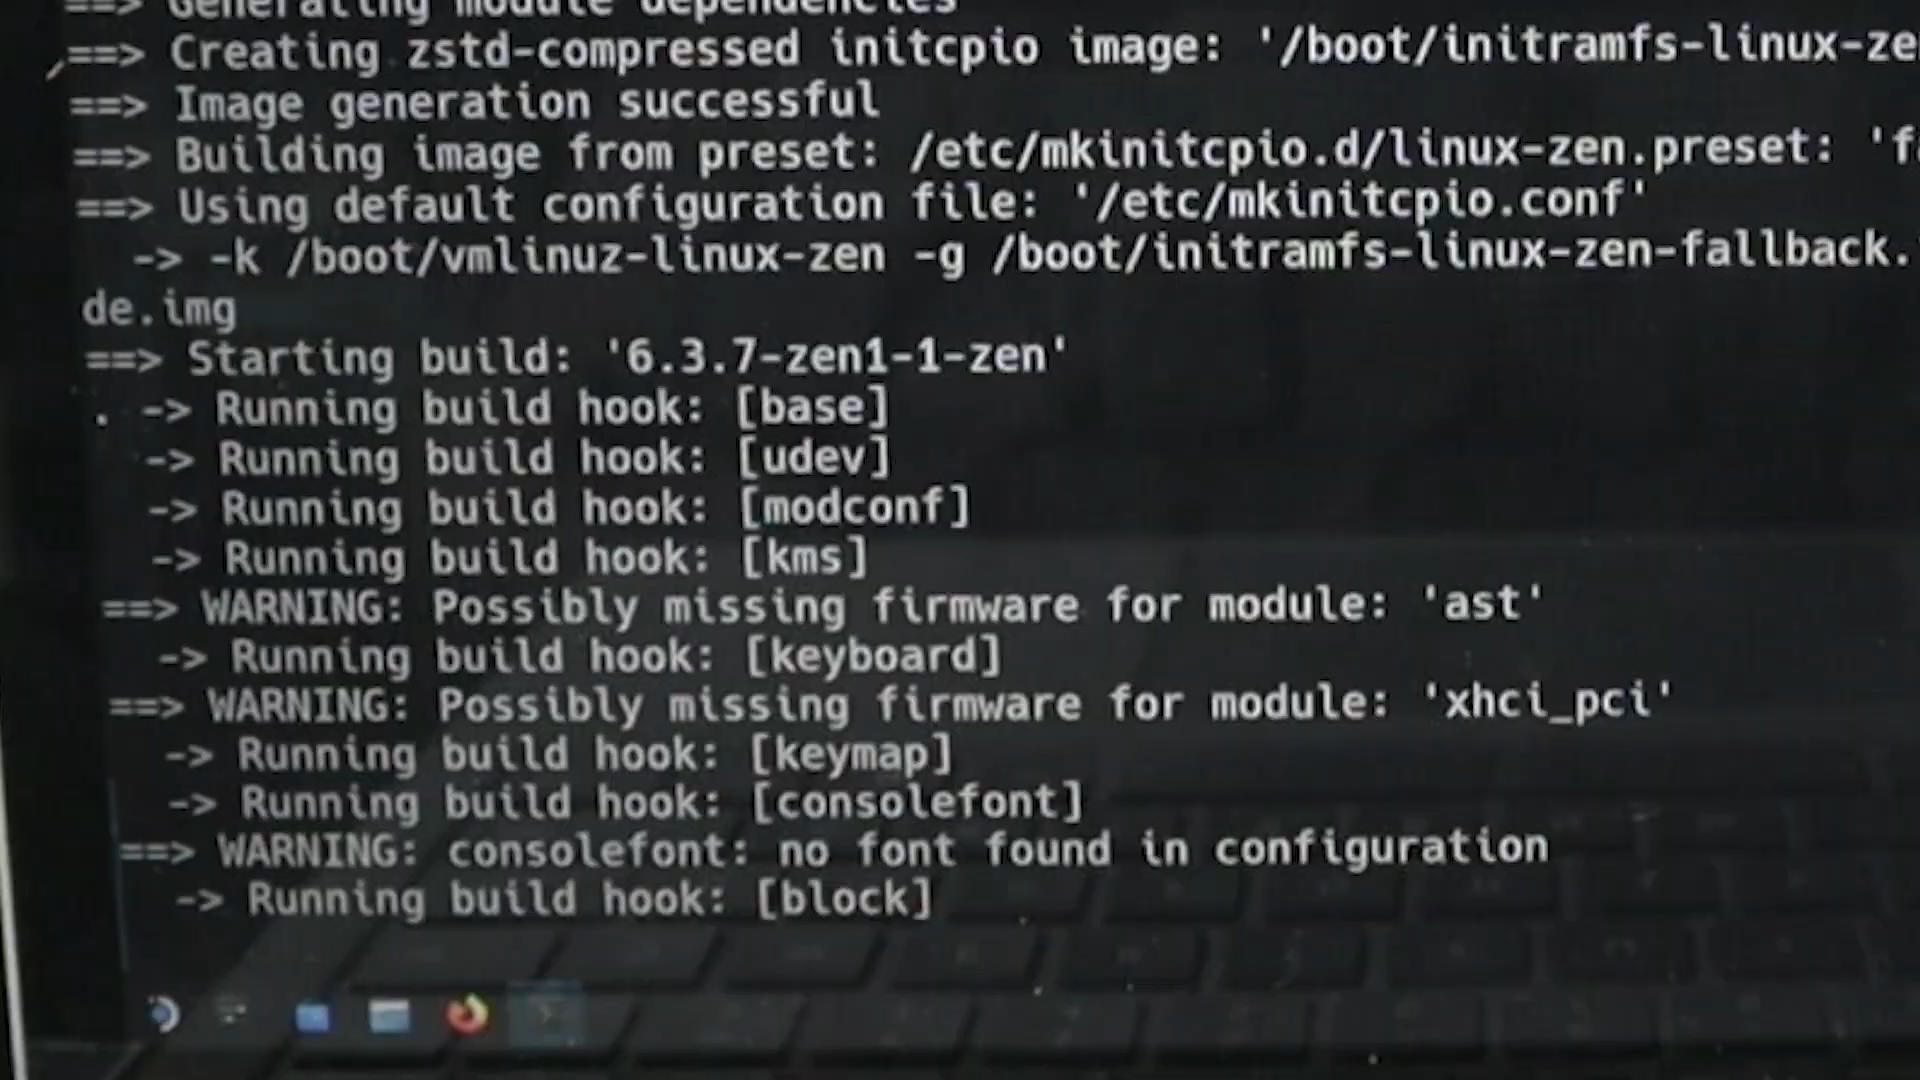 ==> Generating module dependencies
==> Creating zstd-compressed initcpio image: '/boot/initramfs-linux-ze
==> Image generation successful
==> Building image from preset: /etc/mkinitcpio.d/linux-zen.preset: 'f
==> Using default configuration file: '/etc/mkinitcpio.conf'
-> -k /boot/vmlinuz-linux-zen -g /boot/initramfs-linux-zen-fallback.
de.img
==> Starting build: '6.3.7-zen1-1-zen'
-> Running build hook: [base]
-> Running build hook: [udev]
-> Running build hook: [modconf]
-> Running build hook: [kms]
==> WARNING: Possibly missing firmware for module: 'ast'
-> Running build hook: [keyboard]
==> WARNING: Possibly missing firmware for module: 'xhci_pci'
-> Running build hook: [keymap]
-> Running build hook: [consolefont]
==> WARNING: consolefont: no font found in configuration
-> Running build hook: [block]